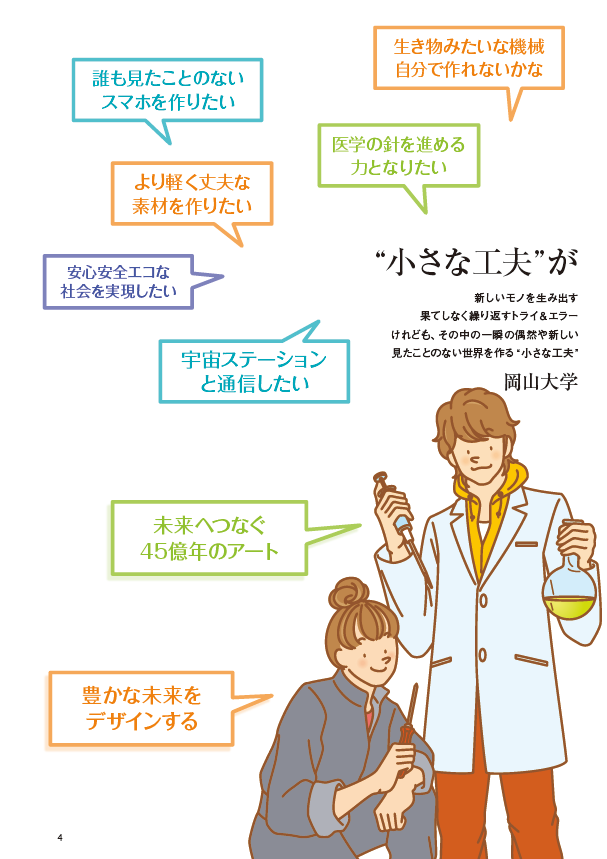 生き物みたいな機械
自分で作れないかな
誰も見たことのない
スマホを作りたい
医学の針を進める
力となりたい
より軽く丈夫な
素材を作りたい
安心安全エコな
社会を実現したい
“小さな工夫”が
新しいモノを生み出す
果てしなく繰り返すトライ＆エラー
けれども、その中の一瞬の偶然や新しい
見たことのない世界を作る“小さな工夫”
岡山大学
宇宙ステーション
と通信したい
未来へつなぐ
45億年のアート
豊かな未来を
デザインする
4